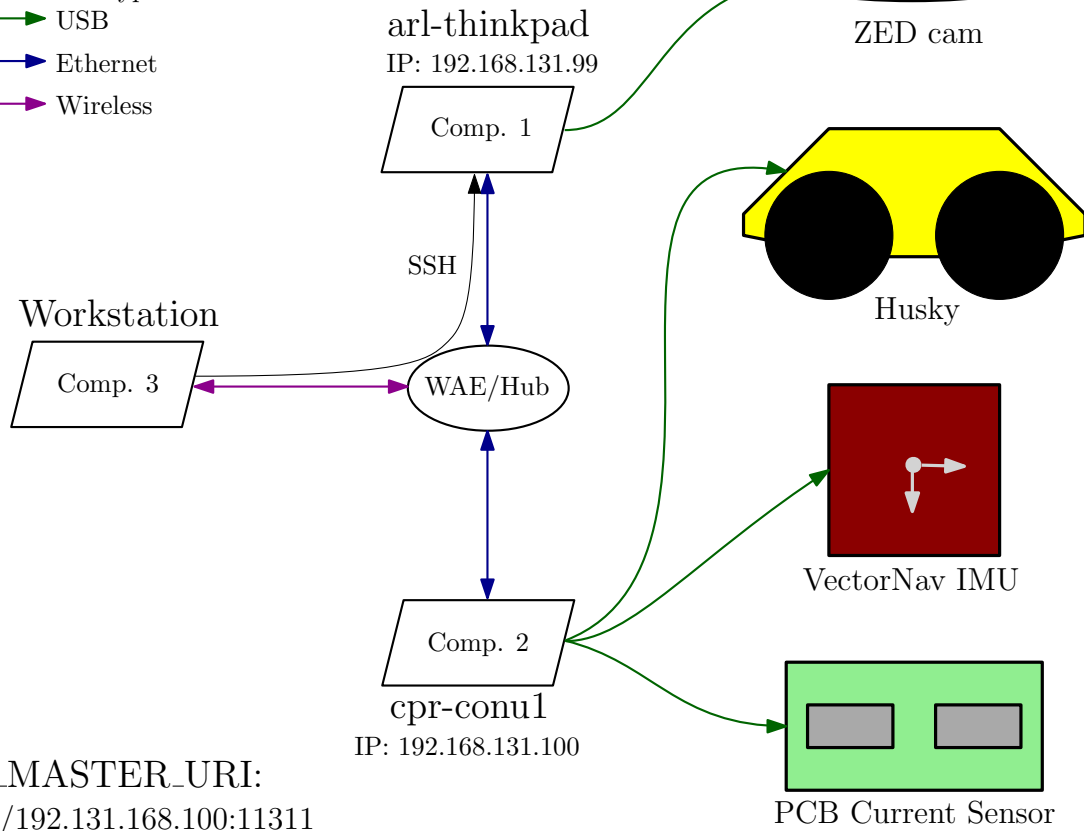 USB
Ethernet
Wireless
arl-thinkpad
IP: 192.168.131.99
Comp. 1
ZED cam
Husky
SSH
Workstation
Comp. 3
WAE/Hub
VectorNav IMU
Comp. 2
cpr-conu1
IP: 192.168.131.100
PCB Current Sensor
_MASTER_URI:
/192.131.168.100:11311